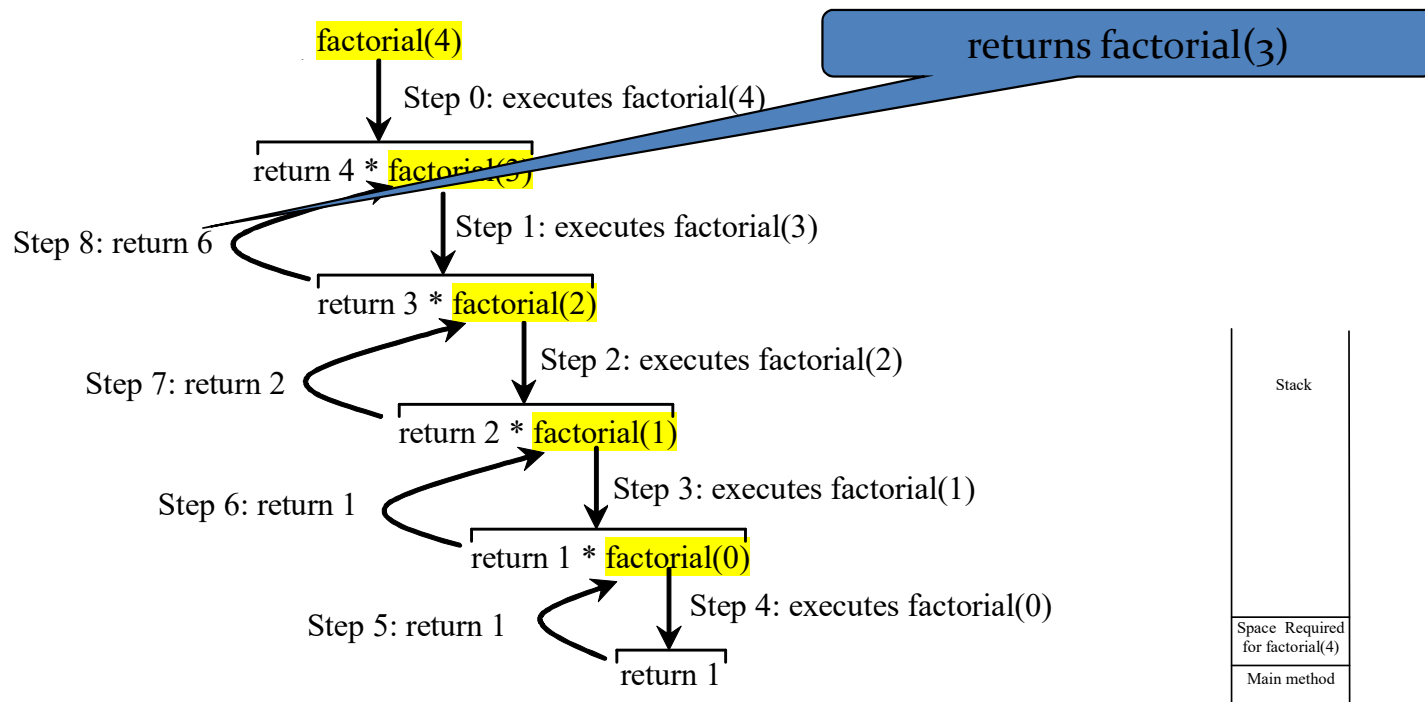 factorial(4)
returns factorial(3)
Step 0: executes factorial(4)
return 4 * factorial(3)
Step 1: executes factorial(3)
Step 8: return 6
return 3 * factorial(2)
Step 2: executes factorial(2)
Step 7: return 2
Stack
return 2 * factorial(1)
Step 3: executes factorial(1)
Step 6: return 1
return 1 * factorial(0)
Step 4: executes factorial(0)
Step 5: return 1
Space Required
for factorial(4)
return 1
Main method